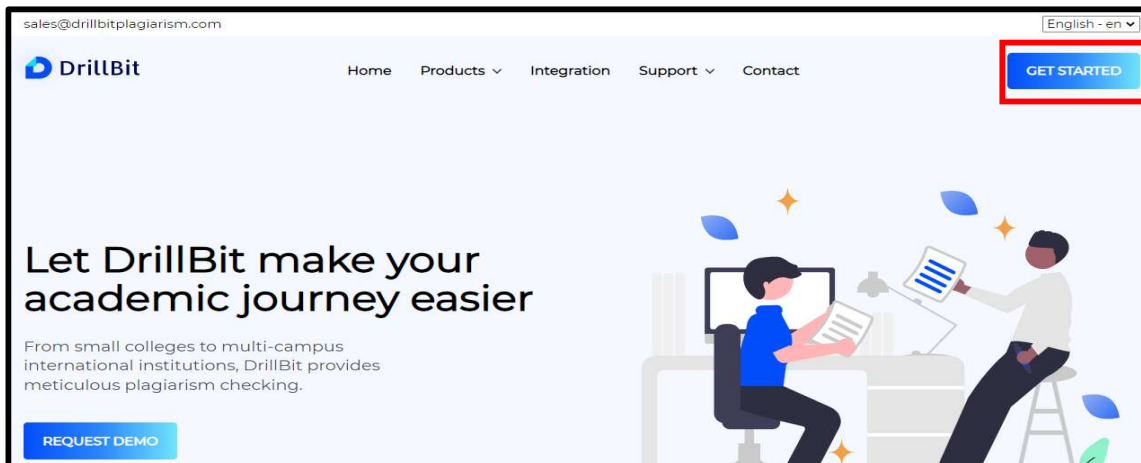 sales@drillbitplagiarism.com
English - en
DrillBit
Home Products Integration Support Contact
GET STARTED
Let DrillBit make your
academic journey easier
From small colleges to multi-campus
international institutions, DrillBit provides
meticulous plagiarism checking.
REQUEST DEMO